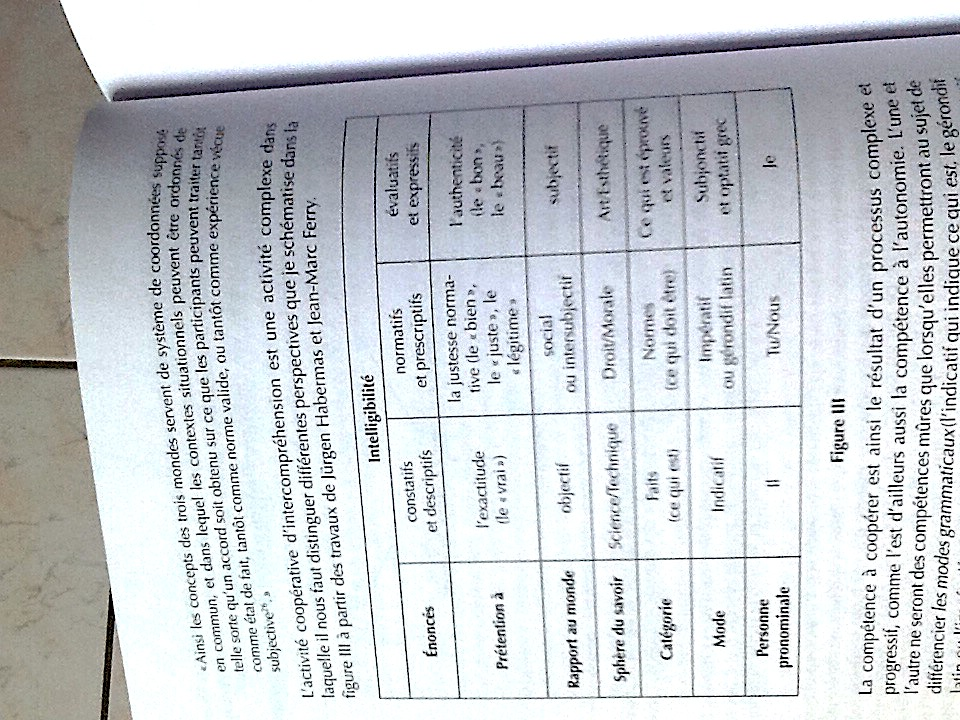 «Ainsi les concepts des trois mondes servent de système de coordonnées supposé
en commun, et dans lequel les contextes situationnels peuvent être ordonnés de
telle sorte qu'un accord soit obtenu sur ce que les participants peuvent traiter tantôt
comme état de fait, tantôt comme norme valide, ou tantôt comme expérience vécue
subjective²⁶.»
L'activité coopérative d'intercompréhension est une activité complexe dans
laquelle il nous faut distinguer différentes perspectives que je schématise dans la
figure III à partir des travaux de Jürgen Habermas et Jean-Marc Ferry.
Intelligibilité
Énoncés
constatifs
et descriptifs
normatifs
et prescriptifs
évaluatifs
et expressifs
Prétention à
l'exactitude
(le «vrai»)
la justesse norma-
tive (le «bien»,
le «juste», le
«légitime»
l'authenticité
(le «bon»,
le «beau»)
Rapport au monde
objectif
social
ou intersubjectif
subjectif
Sphère du savoir
Science/Technique
Droit/Morale
Art/Esthétique
Catégorie
Faits
(ce qui est)
Normes
(ce qui doit être)
Ce qui est éprouvé
et valeurs
Mode
Indicatif
Impératif
ou gérondif latin
Subjonctif
et optatif grec
Personne
pronominale
Il
Tu/Nous
Je
Figure III
La compétence à coopérer est ainsi le résultat d'un processus complexe et
progressif, comme l'est d'ailleurs aussi la compétence à l'autonomie. L'une et
l'autre ne seront des compétences mûres que lorsqu'elles permettront au sujet de
différencier les modes grammaticaux (l'indicatif qui indique ce qui est, le gérondif